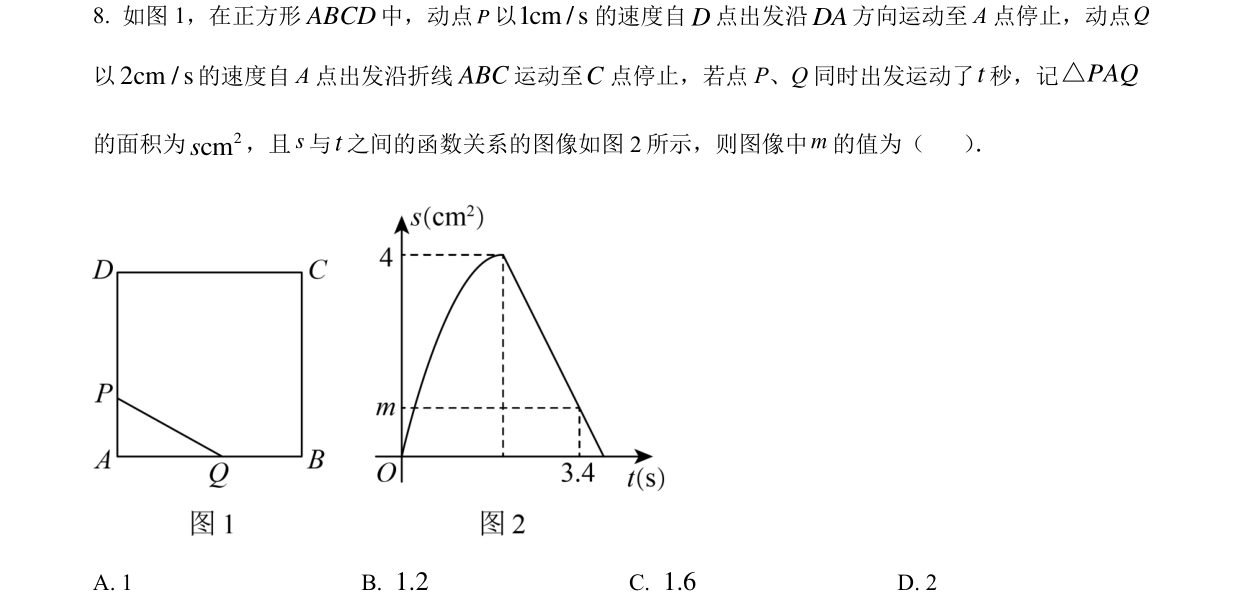 8. 如图 1，在正方形 ABCD 中，动点 P 以1cm / s 的速度自 D 点出发沿 DA 方向运动至 A 点停止，动点Q
以 2cm / s 的速度自 A 点出发沿折线 ABC 运动至C 点停止，若点 P、Q 同时出发运动了 t 秒，记△PAQ
的面积为 scm²，且 s 与 t 之间的函数关系的图像如图 2 所示，则图像中 m 的值为（ ）.
s(cm²)
4
D C
P
m
A Q B
O 3.4 t(s)
图 1 图 2
A. 1 B. 1.2 C. 1.6 D. 2